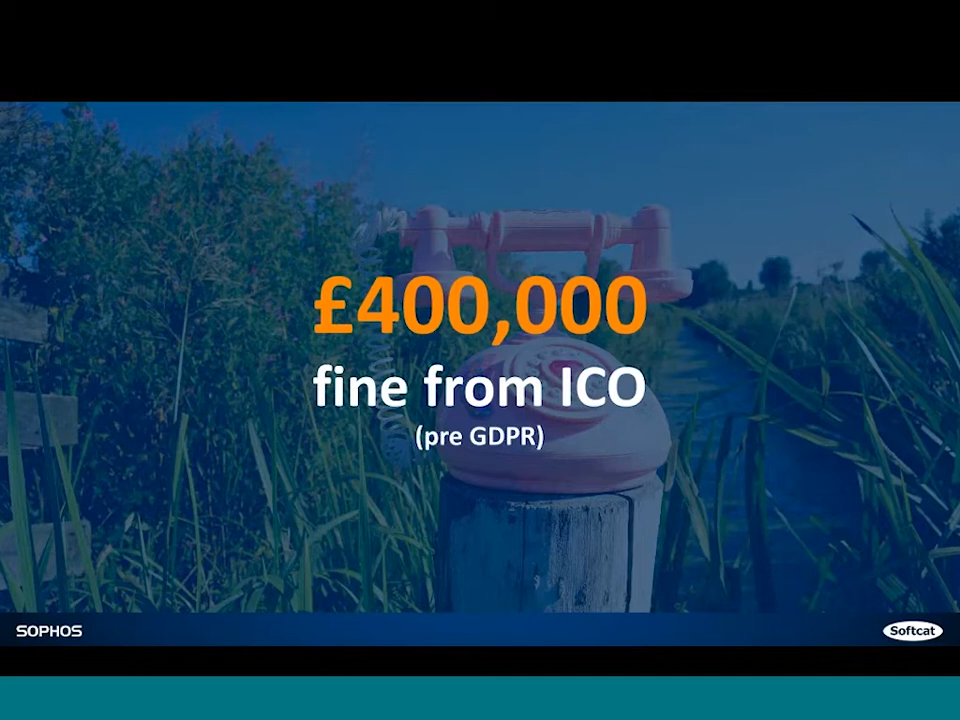 £400,000
fine from ICO
(pre GDPR)
SOPHOS
Softcat